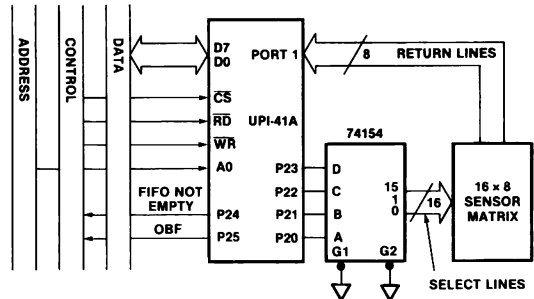 ADDRESS
CONTROL
DATA
D7
D0
PORT 1
8
RETURN LINES
CS
RD
UPI-41A
WR
A0
74154
P23
D
P22
C
15
16 × 8
FIFO NOT
EMPTY
P24
P21
B
1
16
SENSOR
0
MATRIX
OBF
P25
P20
A
G1
G2
SELECT LINES